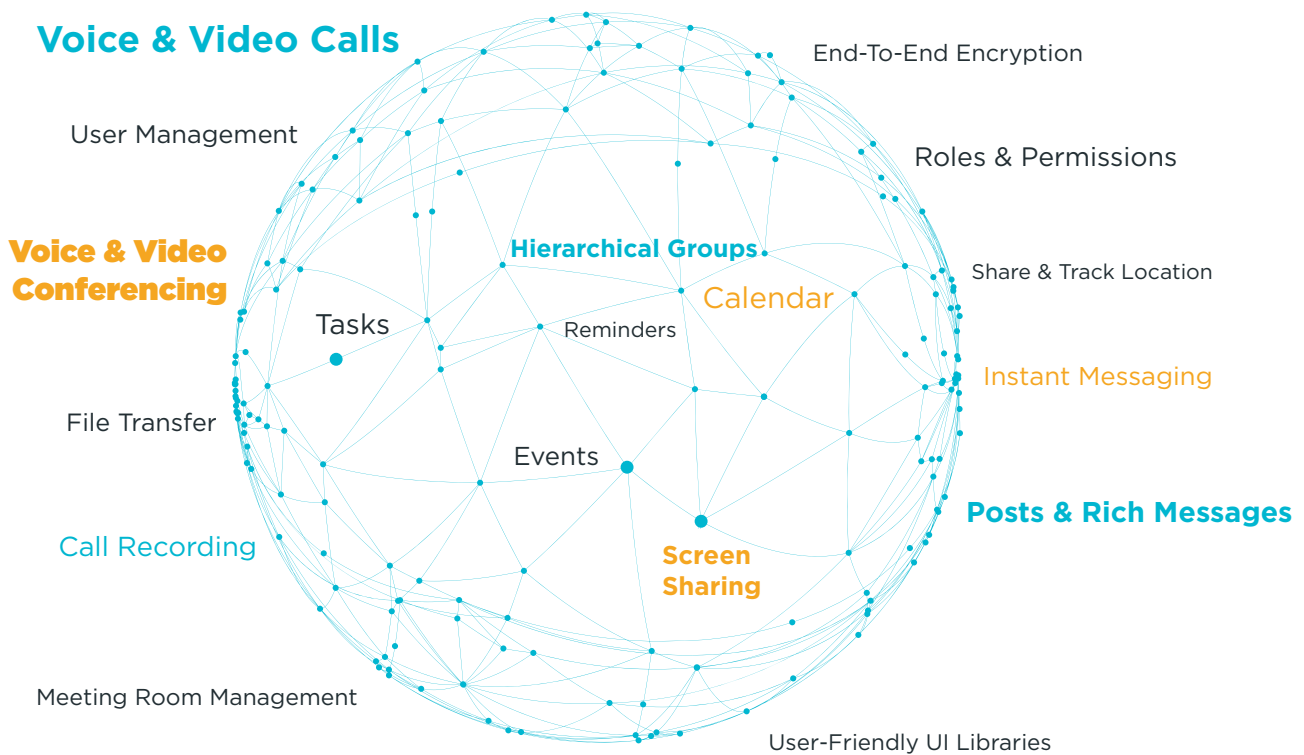 Voice & Video Calls
End-To-End Encryption
User Management
Roles & Permissions
Voice & Video
Conferencing
Hierarchical Groups
Share & Track Location
Calendar
Tasks
Reminders
Instant Messaging
File Transfer
Events
Posts & Rich Messages
Call Recording
Screen
Sharing
Meeting Room Management
User-Friendly UI Libraries